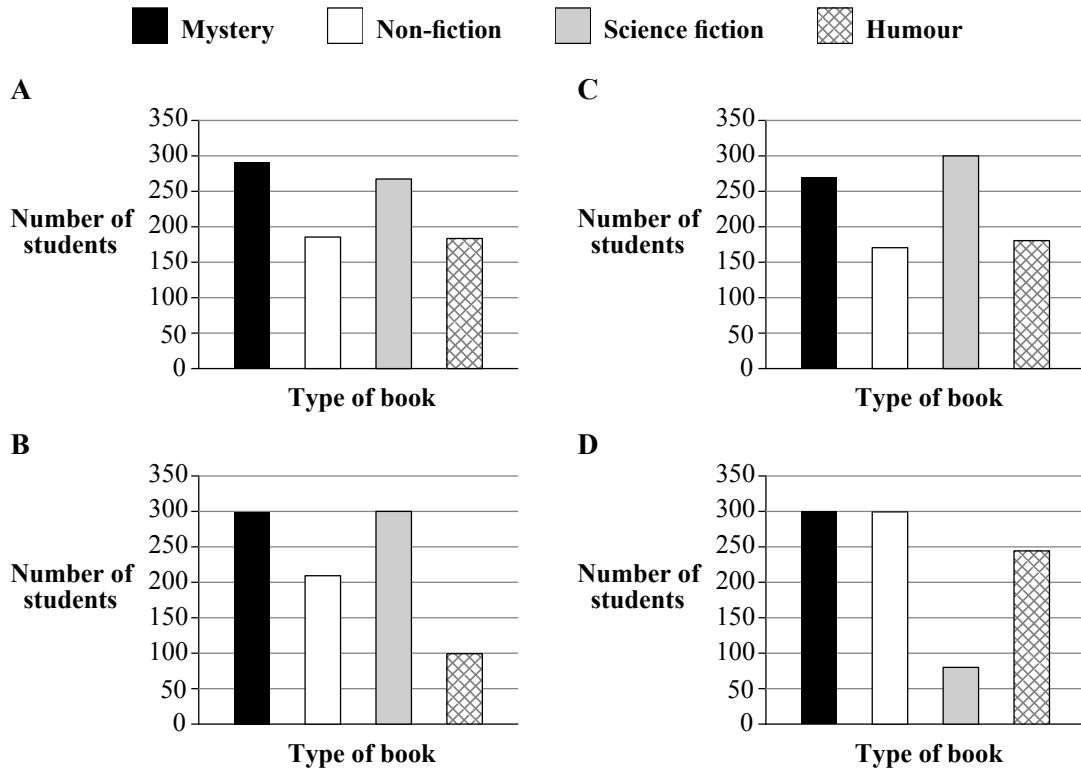 Mystery Non-fiction Science fiction Humour
A
350
300
250
200
150
100
50
0
Number of
students
Type of book
C
350
300
250
200
150
100
50
0
Number of
students
Type of book
B
350
300
250
200
150
100
50
0
Number of
students
Type of book
D
350
300
250
200
150
100
50
0
Number of
students
Type of book